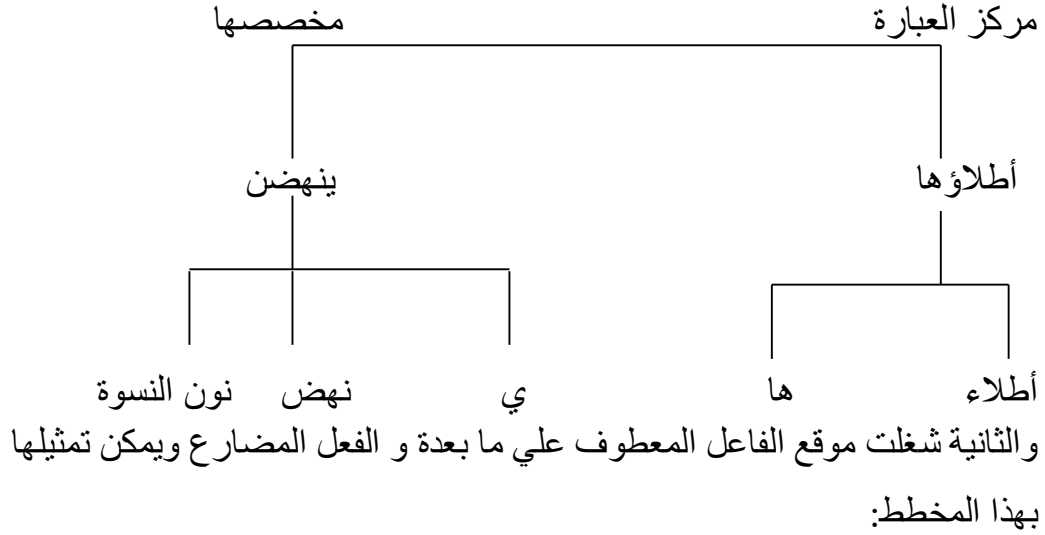 مركز العبارة مخصصها
أطلاؤها ينهضن
أطلاء ها ي نهض نون النسوة
والثانية شغلت موقع الفاعل المعطوف علي ما بعدة و الفعل المضارع ويمكن تمثيلها
بهذا المخطط: